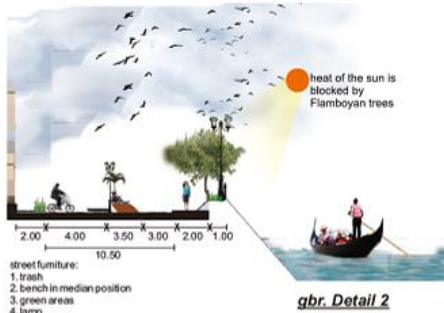 heat of the sun is
blocked by
Flamboyan trees
2.00 4.00 3.50 3.00 2.00 1.00
10.50
street furniture:
1. trash
2. bench in median position
3. green areas
4. lamp
gbr. Detail 2